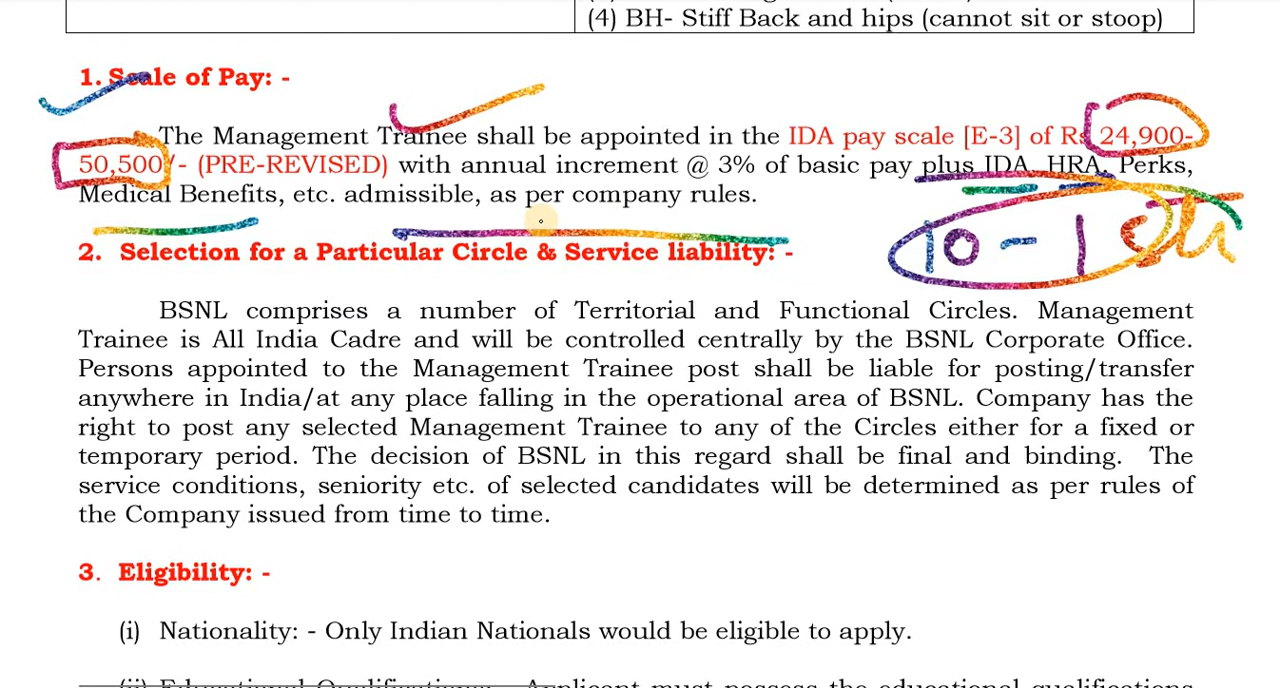 (4) BH- Stiff Back and hips (cannot sit or stoop)
1. Scale of Pay: -
The Management Trainee shall be appointed in the IDA pay scale [E-3] of Rs 24,900-
50,500/- (PRE-REVISED) with annual increment @ 3% of basic pay plus IDA, HRA, Perks,
Medical Benefits, etc. admissible, as per company rules.
10-1
2. Selection for a Particular Circle & Service liability: -
BSNL comprises a number of Territorial and Functional Circles. Management
Trainee is All India Cadre and will be controlled centrally by the BSNL Corporate Office.
Persons appointed to the Management Trainee post shall be liable for posting/transfer
anywhere in India/at any place falling in the operational area of BSNL. Company has the
right to post any selected Management Trainee to any of the Circles either for a fixed or
temporary period. The decision of BSNL in this regard shall be final and binding. The
service conditions, seniority etc. of selected candidates will be determined as per rules of
the Company issued from time to time.
3. Eligibility: -
(i) Nationality: - Only Indian Nationals would be eligible to apply.